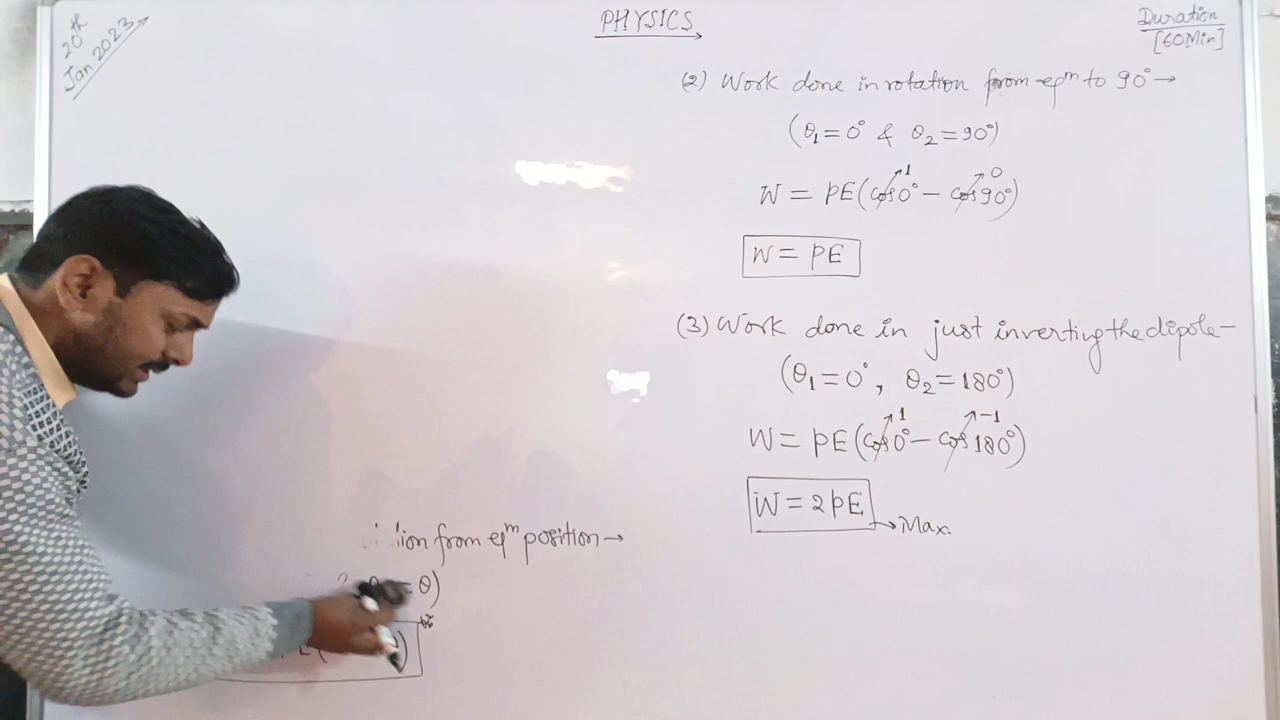 20th
Jan 2023
PHYSICS
Duration
[60Min]
(2) Work done in rotation from eqm to 90° →
(θ1=0° & θ2=90°)
W = PE(cos0° 1 − cos90° 0)
W = PE
(3) Work done in just inverting the dipole −
(θ1=0°, θ2=180°)
W = PE(cos0° 1 − cos180° -1)
W = 2PE
→ Max.
from eqm position →
θ)